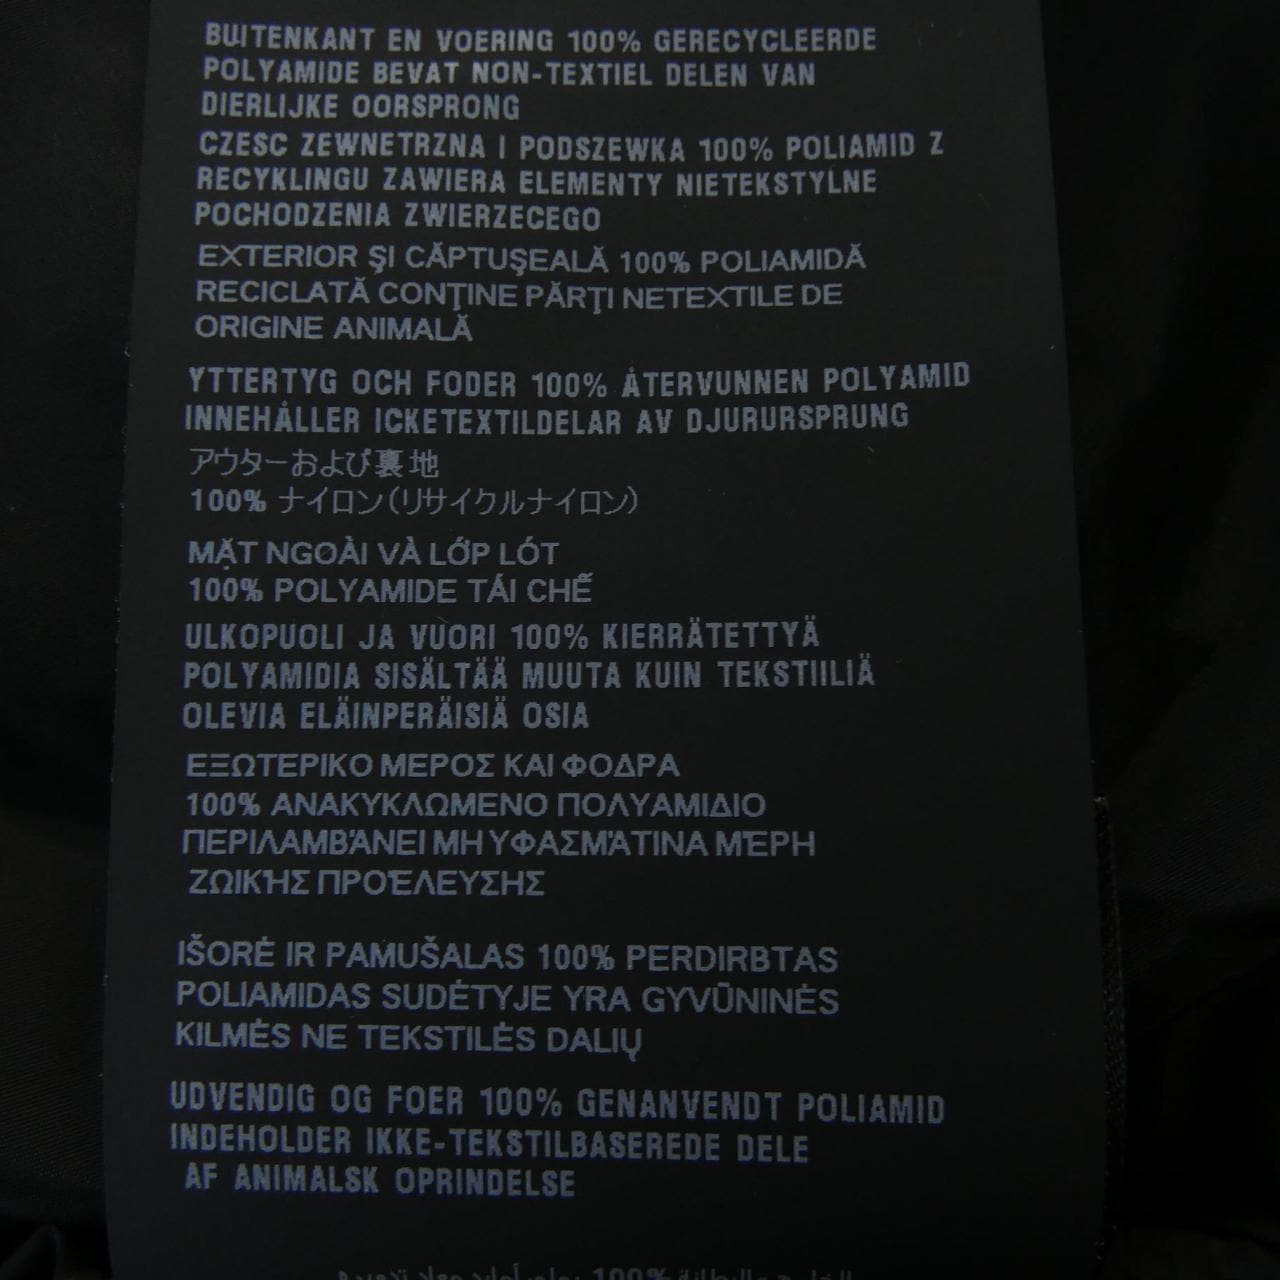 BUITENKANT EN VOERING 100% GERECYCLEERDE
POLYAMIDE BEVAT NON-TEXTIEL DELEN VAN
DIERLIJKE OORSPRONG
CZESC ZEWNETRZNA I PODSZEWKA 100% POLIAMID Z
RECYKLINGU ZAWIERA ELEMENTY NIETEKSTYLNE
POCHODZENIA ZWIERZECEGO
EXTERIOR ŞI CĂPTUŞEALĂ 100% POLIAMIDĂ
RECICLATĂ CONŢINE PĂRŢI NETEXTILE DE
ORIGINE ANIMALĂ
YTTERTYG OCH FODER 100% ÅTERVUNNEN POLYAMID
INNEHÅLLER ICKETEXTILDELAR AV DJURURSPRUNG
アウターおよび裏地
100% ナイロン(リサイクルナイロン)
MẶT NGOÀI VÀ LỚP LÓT
100% POLYAMIDE TÁI CHẾ
ULKOPUOLI JA VUORI 100% KIERRÄTETTYÄ
POLYAMIDIA SISÄLTÄÄ MUUTA KUIN TEKSTIILIÄ
OLEVIA ELÄINPERÄISIÄ OSIA
ΕΞΩΤΕΡΙΚΟ ΜΕΡΟΣ ΚΑΙ ΦΟΔΡΑ
100% ΑΝΑΚΥΚΛΩΜΕΝΟ ΠΟΛΥΑΜΙΔΙΟ
ΠΕΡΙΛΑΜΒΆΝΕΙ ΜΗ ΥΦΑΣΜΆΤΙΝΑ ΜΈΡΗ
ΖΩΙΚΉΣ ΠΡΟΈΛΕΥΣΗΣ
IŠORĖ IR PAMUŠALAS 100% PERDIRBTAS
POLIAMIDAS SUDĖTYJE YRA GYVŪNINĖS
KILMĖS NE TEKSTILĖS DALIŲ
UDVENDIG OG FOER 100% GENANVENDT POLIAMID
INDEHOLDER IKKE-TEKSTILBASEREDE DELE
AF ANIMALSK OPRINDELSE
100%